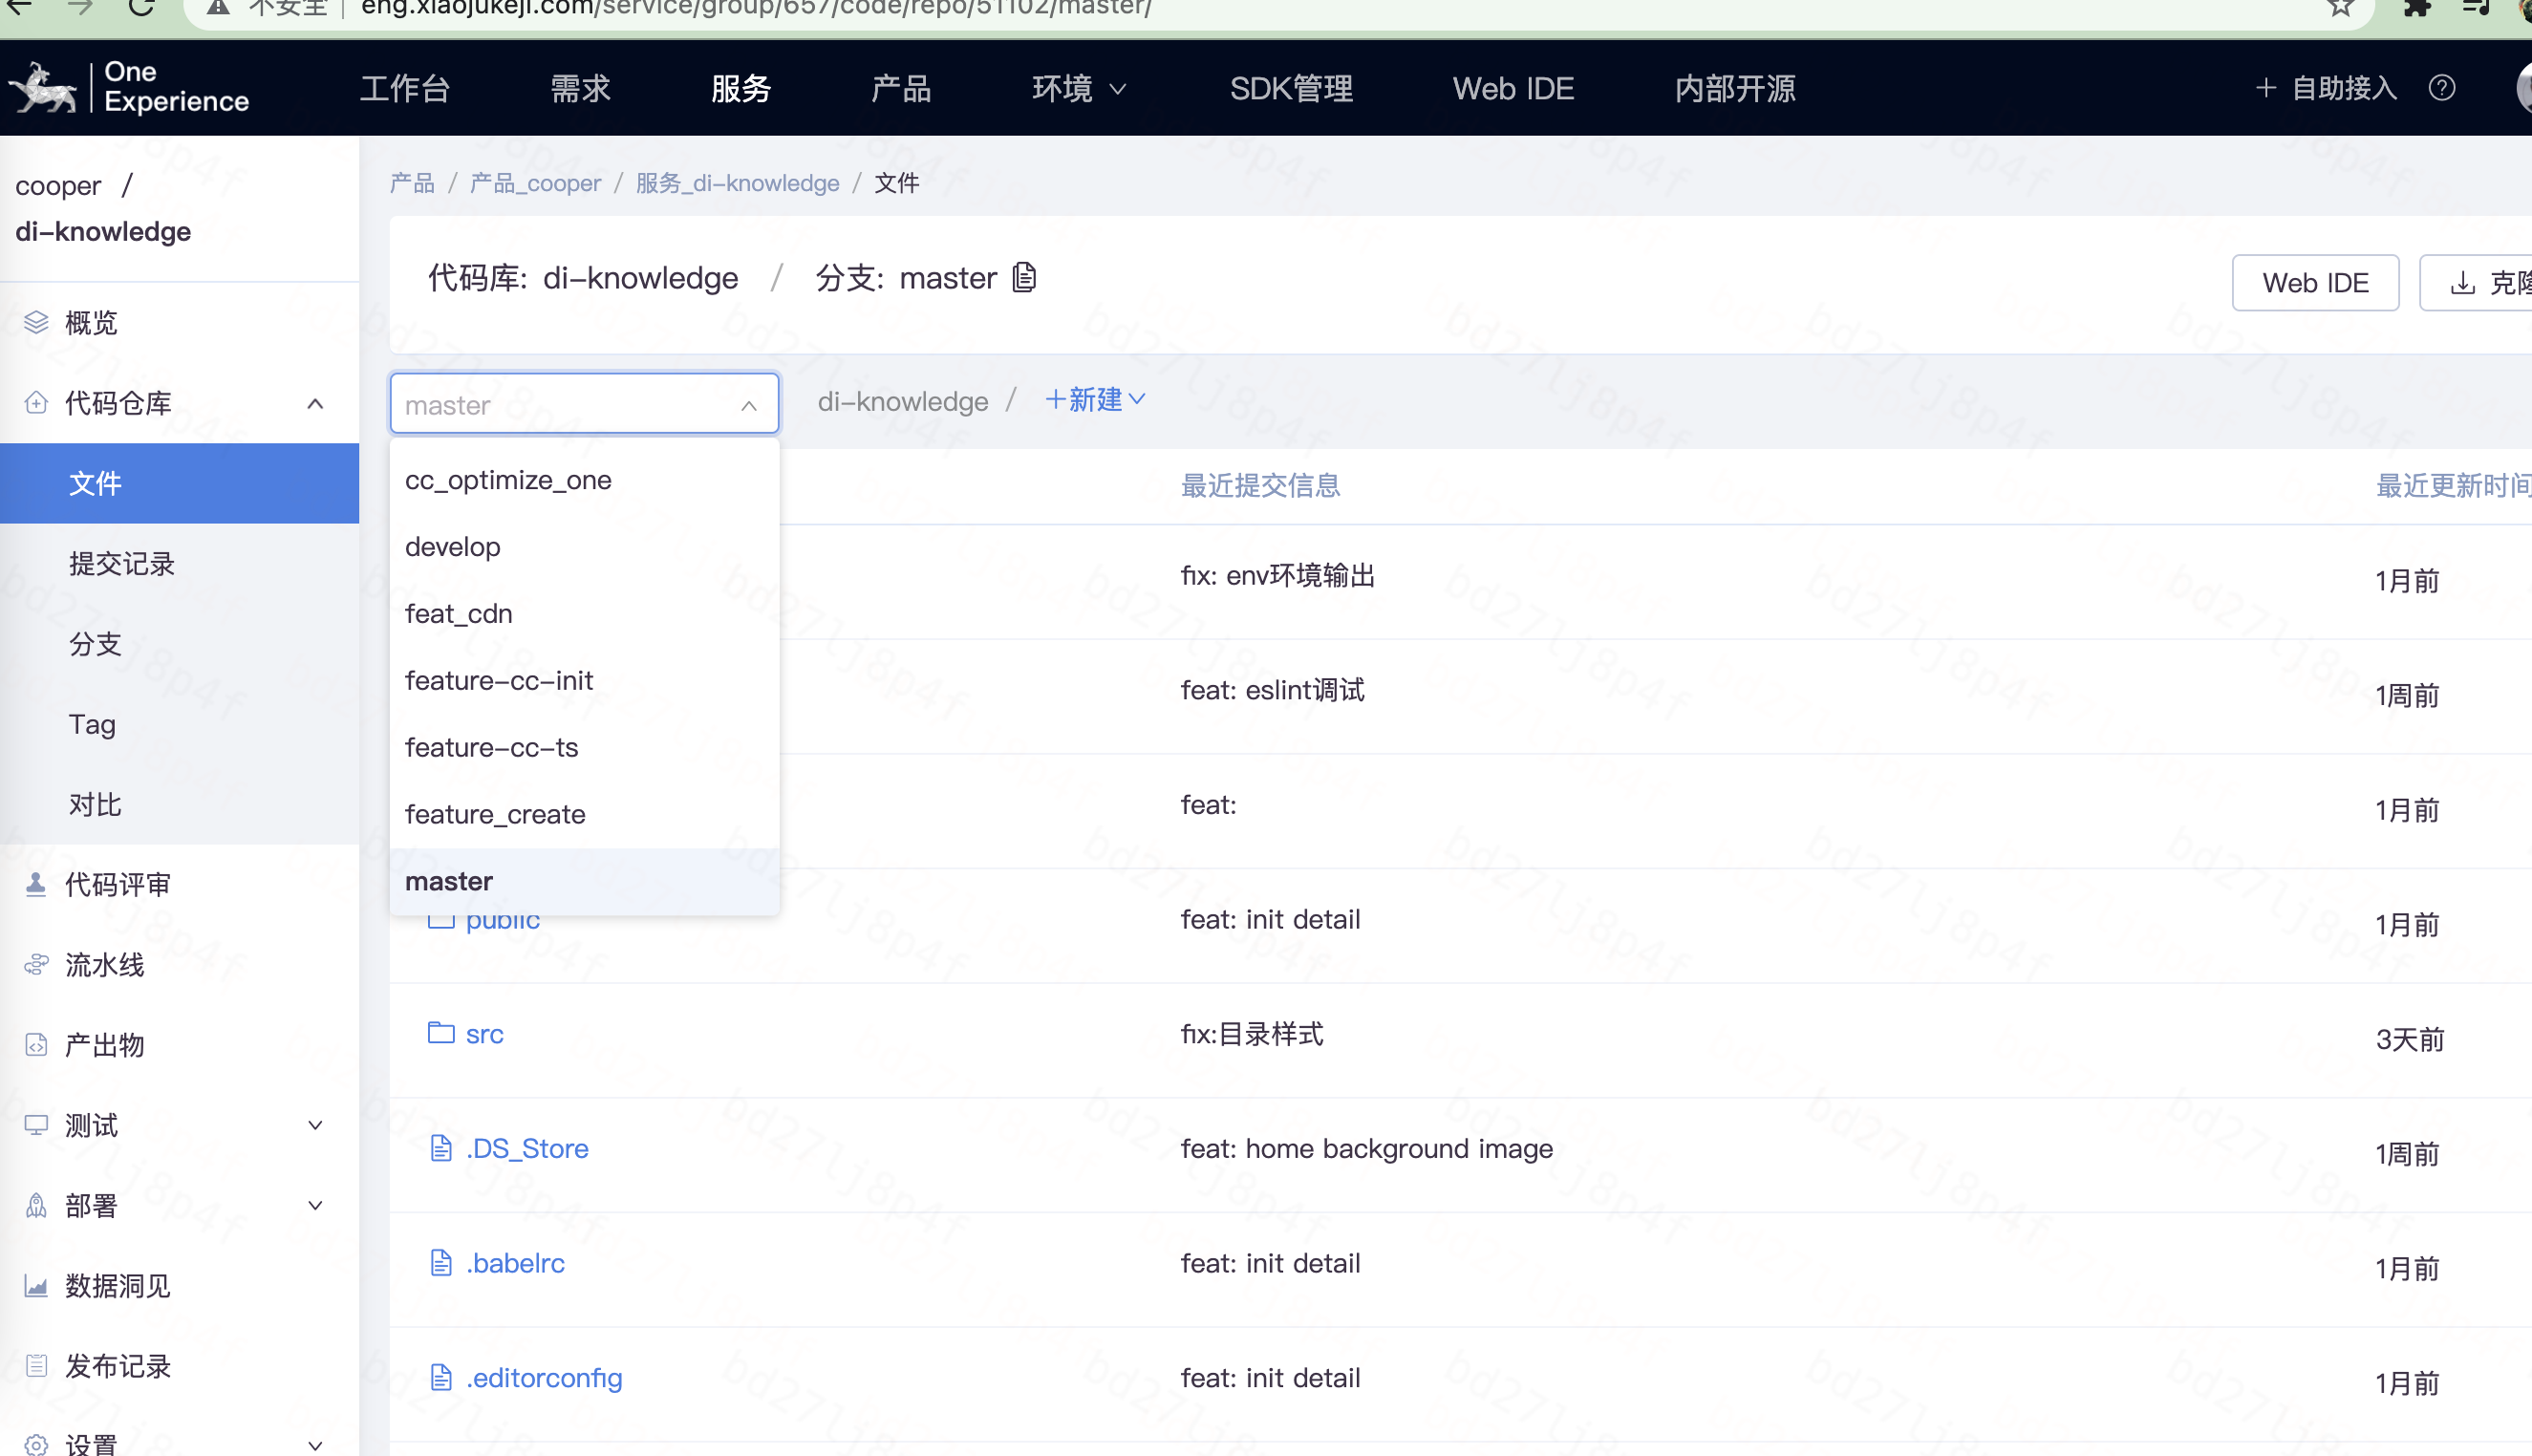 不安全 eng.xiaojukeji.com/service/group/657/code/repo/51102/master/
One Experience
工作台 需求 服务 产品 环境 SDK管理 Web IDE 内部开源 + 自助接入
cooper /
di-knowledge
概览
代码仓库
文件
提交记录
分支
Tag
对比
代码评审
流水线
产出物
测试
部署
数据洞见
发布记录
设置
产品 / 产品_cooper / 服务_di-knowledge / 文件
代码库: di-knowledge / 分支: master
Web IDE
master
di-knowledge / +新建
cc_optimize_one
develop
feat_cdn
feature-cc-init
feature-cc-ts
feature_create
master
最近提交信息 最近更新时间
fix: env环境输出 1月前
feat: eslint调试 1周前
feat: 1月前
public feat: init detail 1月前
src fix:目录样式 3天前
.DS_Store feat: home background image 1周前
.babelrc feat: init detail 1月前
.editorconfig feat: init detail 1月前
bd27lj8p4f